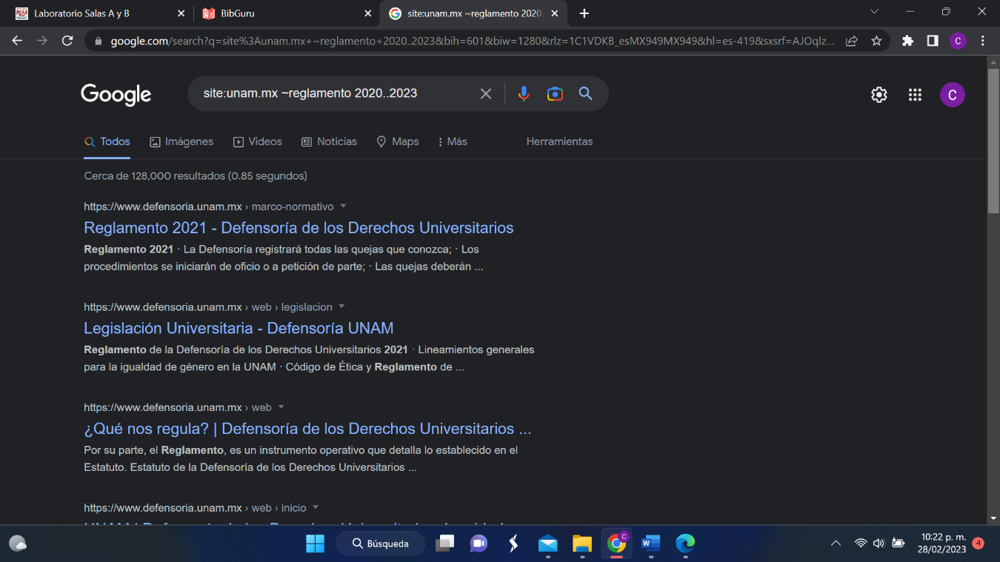 Laboratorio Salas A y B
BibGuru
site:unam.mx ~reglamento 2020.
google.com/search?q=site%3Aunam.mx+~reglamento+2020..2023&bih=601&biw=1280&rlz=1C1VDKB_esMX949MX949&hl=es-419&sxsrf=AJOqlz...
C
Google
site:unam.mx ~reglamento 2020..2023
C
Todos
Imágenes
Videos
Noticias
Maps
Más
Herramientas
Cerca de 128,000 resultados (0.85 segundos)
https://www.defensoria.unam.mx › marco-normativo
Reglamento 2021 - Defensoría de los Derechos Universitarios
Reglamento 2021 · La Defensoría registrará todas las quejas que conozca; · Los
procedimientos se iniciarán de oficio o a petición de parte; · Las quejas deberán ...
https://www.defensoria.unam.mx › web › legislacion
Legislación Universitaria - Defensoría UNAM
Reglamento de la Defensoría de los Derechos Universitarios 2021 · Lineamientos generales
para la igualdad de género en la UNAM · Código de Ética y Reglamento de ...
https://www.defensoria.unam.mx › web
¿Qué nos regula? | Defensoría de los Derechos Universitarios ...
Por su parte, el Reglamento, es un instrumento operativo que detalla lo establecido en el
Estatuto. Estatuto de la Defensoría de los Derechos Universitarios ...
https://www.defensoria.unam.mx › web › inicio
Búsqueda
C
W
10:22 p. m.
28/02/2023
4